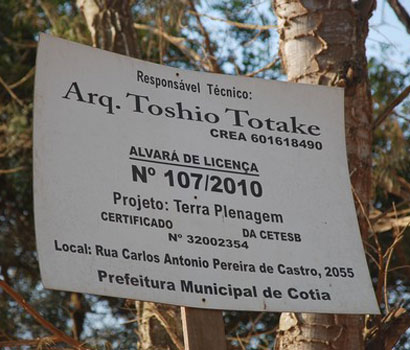 Responsável Técnico:
Arq. Toshio Totake
CREA 601618490
ALVARÁ DE LICENÇA
Nº 107/2010
Projeto: Terra Plenagem
CERTIFICADO DA CETESB
Nº 32002354
Local: Rua Carlos Antonio Pereira de Castro, 2055
Prefeitura Municipal de Cotia